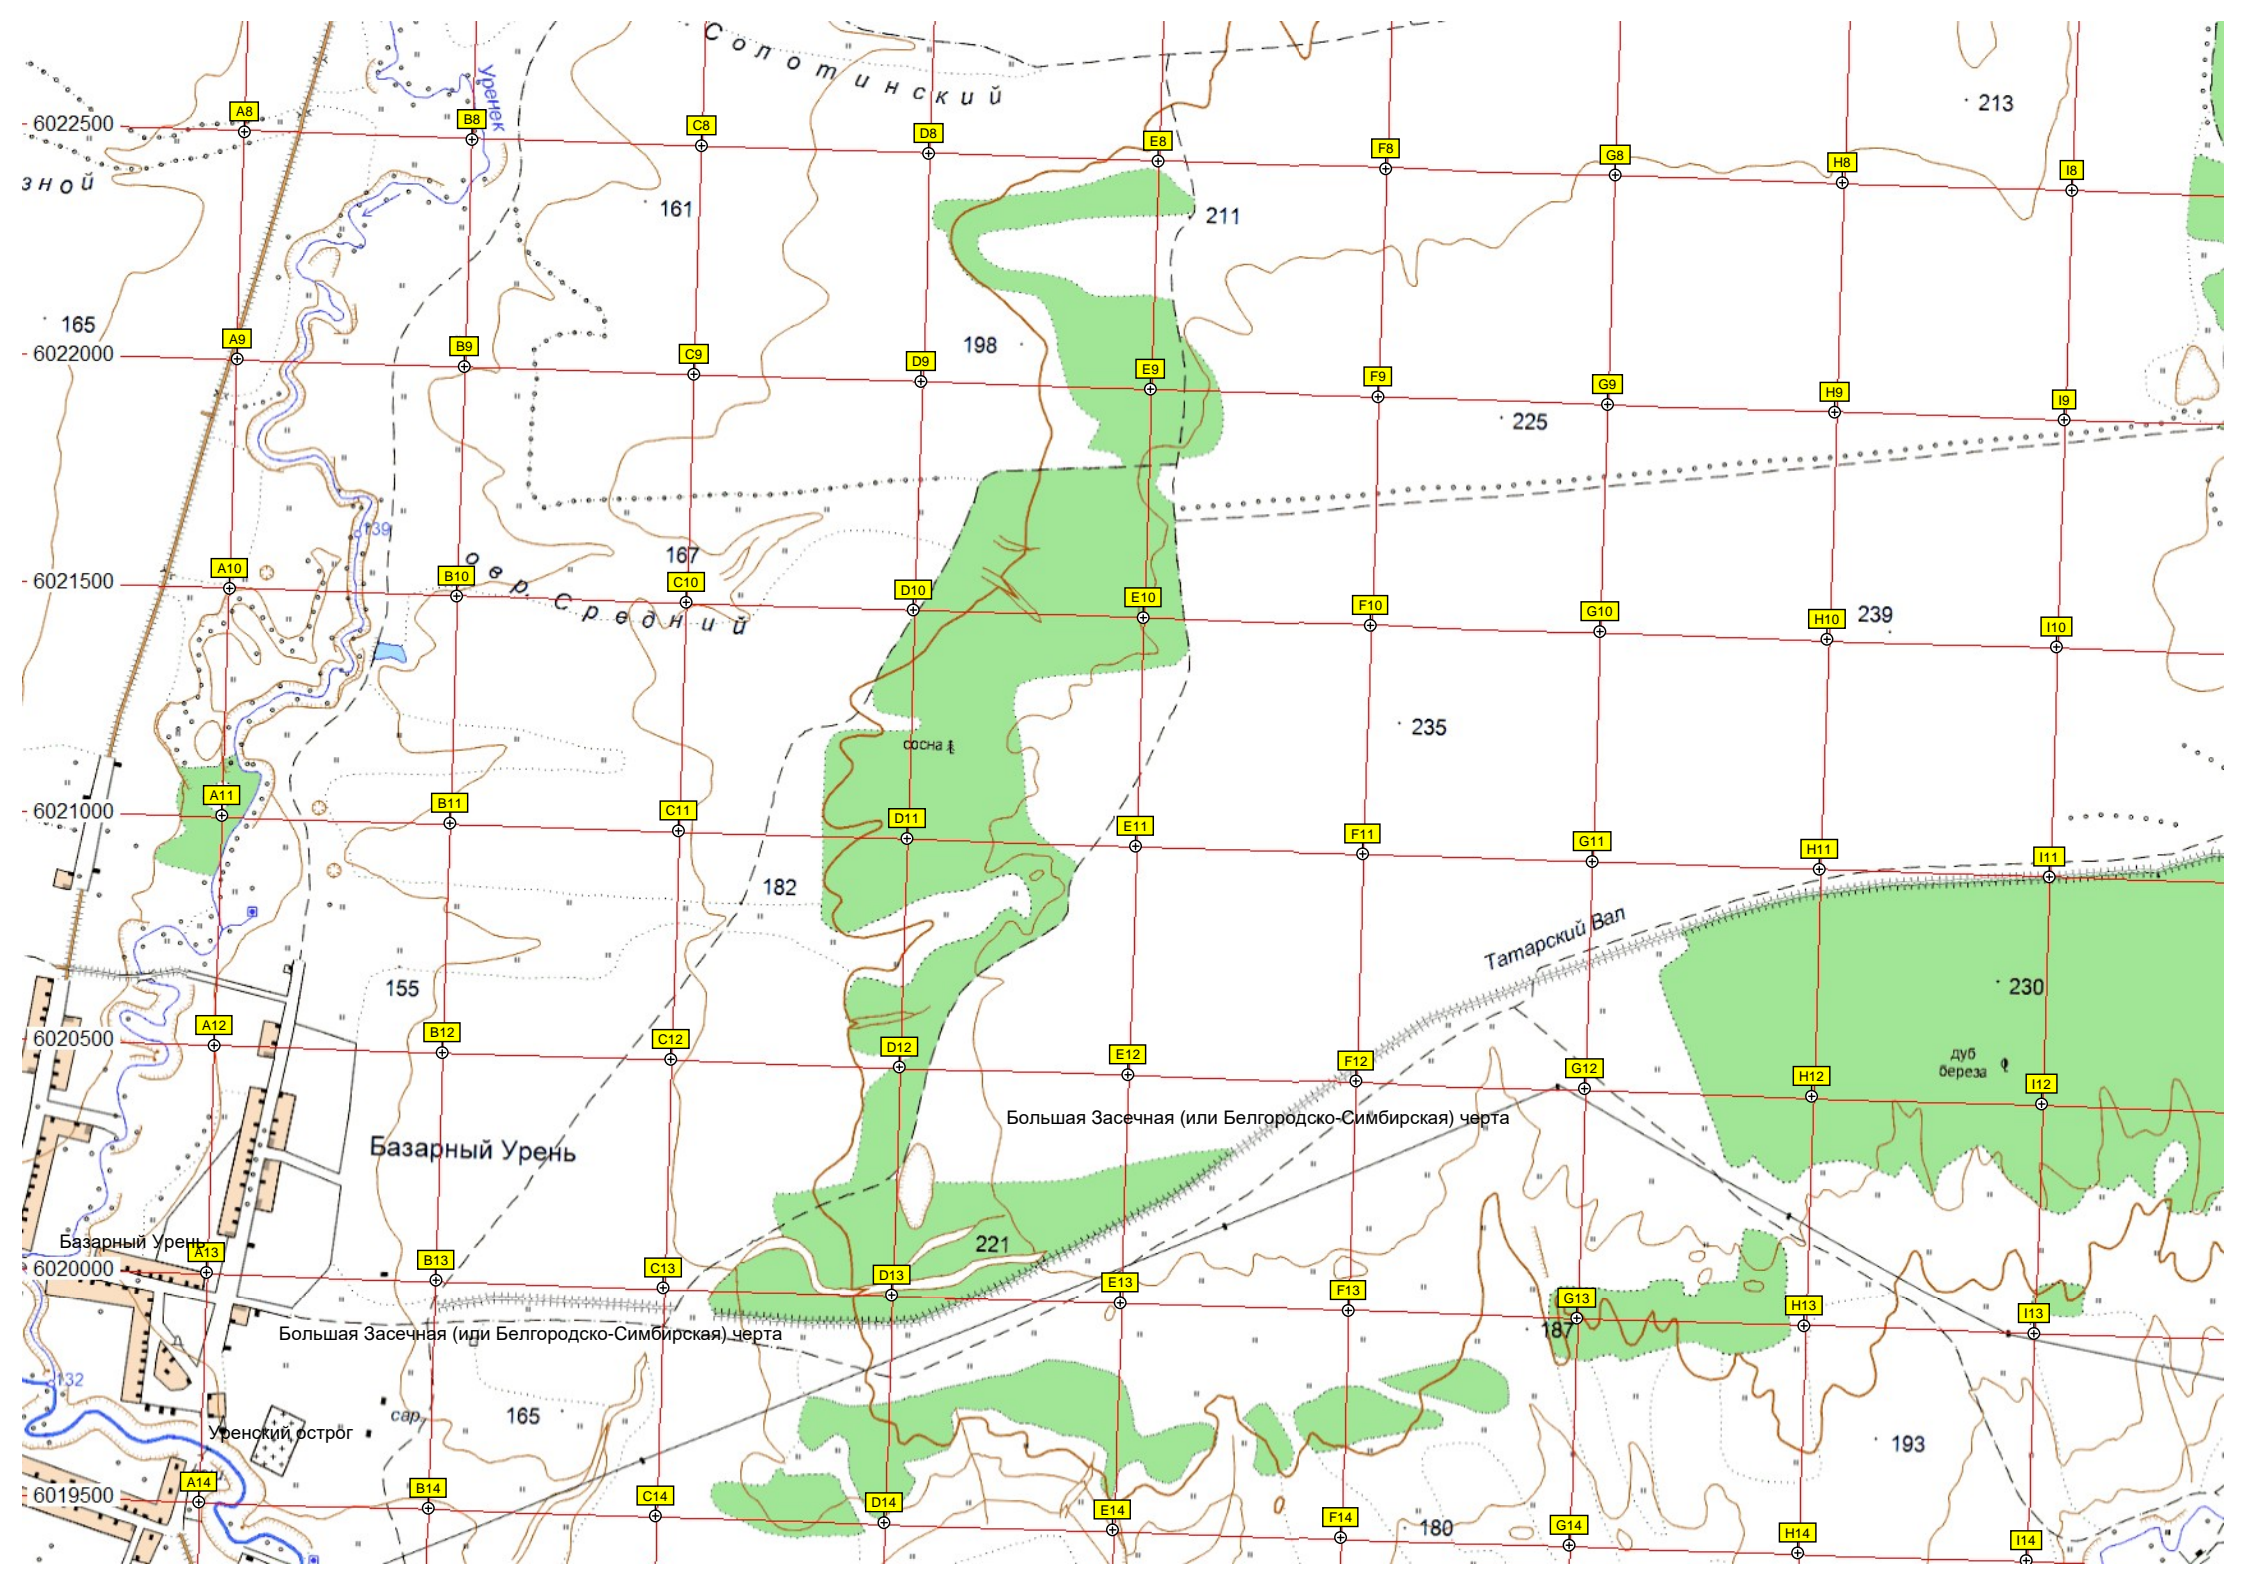 Солотинский
Уренек
213
A8
B8
C8
D8
E8
F8
G8
H8
I8
6022500
зной
161
211
165
198
A9
B9
C9
D9
E9
F9
G9
H9
I9
6022000
225
139
167
овр. Средний
A10
B10
C10
D10
E10
F10
G10
H10
I10
6021500
239
235
сосна
A11
B11
C11
D11
E11
F11
G11
H11
I11
6021000
182
Татарский Вал
155
230
A12
B12
C12
D12
E12
F12
G12
H12
I12
6020500
дуб
береза
Большая Засечная (или Белгородско-Симбирская) черта
Базарный Урень
Базарный Урень
221
A13
B13
C13
D13
E13
F13
G13
H13
I13
6020000
187
Большая Засечная (или Белгородско-Симбирская) черта
132
сар.
165
Уренский острог
193
A14
B14
C14
D14
E14
F14
G14
H14
I14
6019500
180